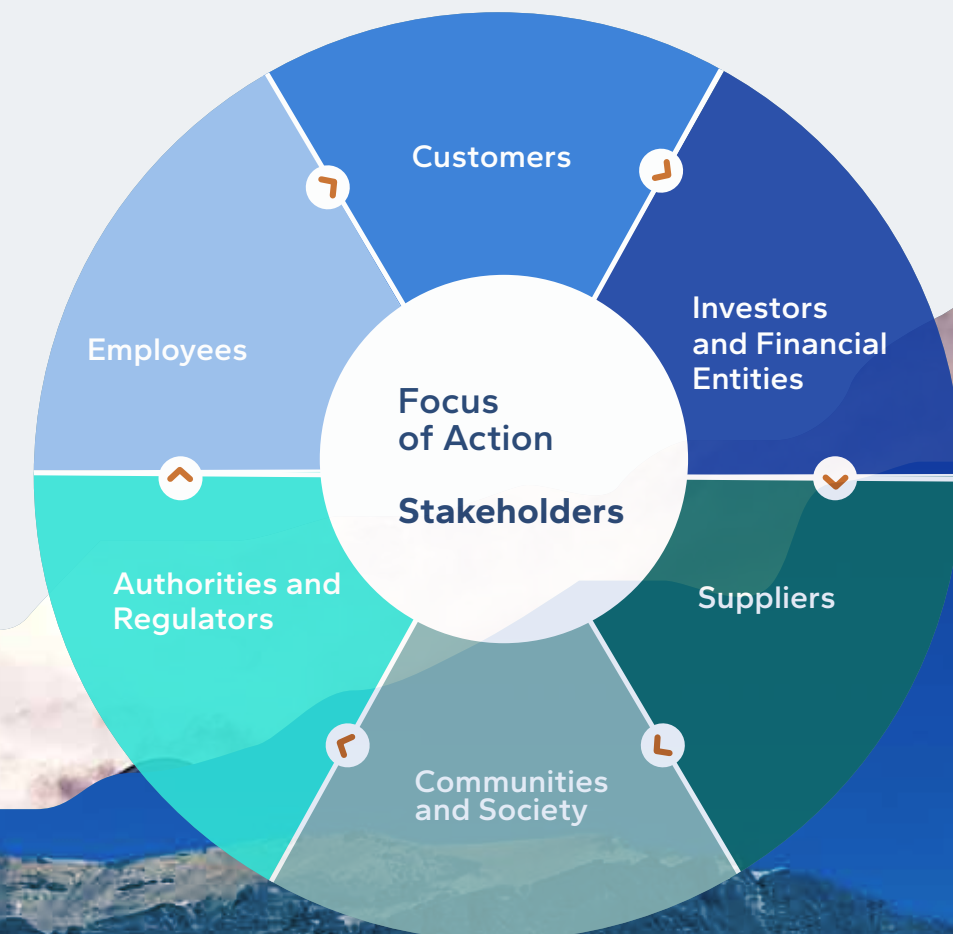 Customers
Investors
and Financial
Entities
Employees
Focus
of Action
Stakeholders
Authorities and
Regulators
Suppliers
Communities
and Society